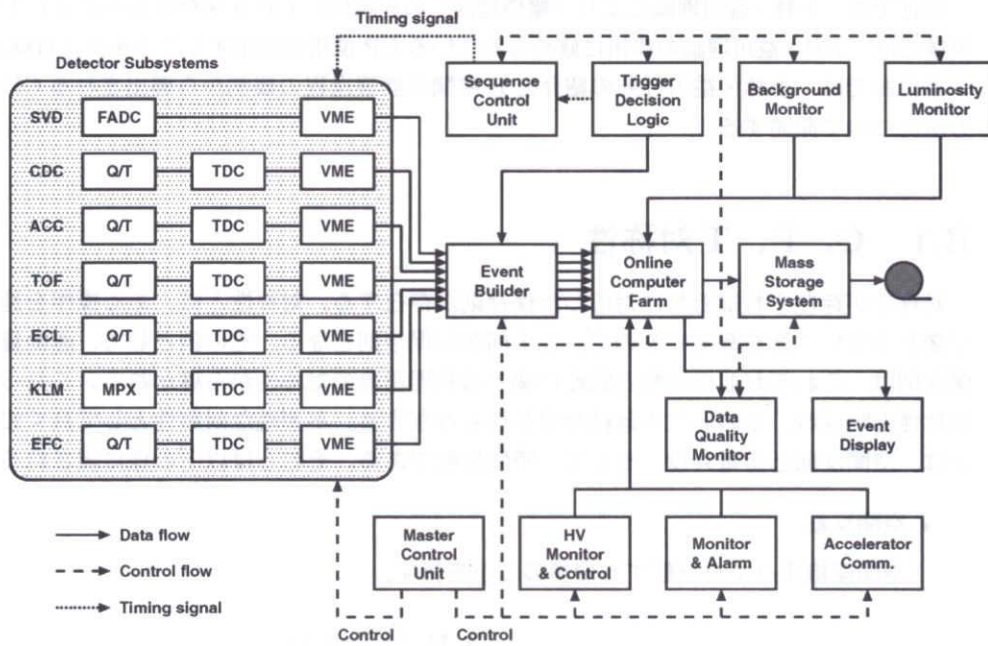 Timing signal
Detector Subsystems
SVD FADC VME
CDC Q/T TDC VME
ACC Q/T TDC VME
TOF Q/T TDC VME
ECL Q/T TDC VME
KLM MPX TDC VME
EFC Q/T TDC VME
Sequence
Control
Unit
Trigger
Decision
Logic
Background
Monitor
Luminosity
Monitor
Event
Builder
Online
Computer
Farm
Mass
Storage
System
Data
Quality
Monitor
Event
Display
Master
Control
Unit
HV
Monitor
& Control
Monitor
& Alarm
Accelerator
Comm.
Data flow
Control flow
Timing signal
Control
Control